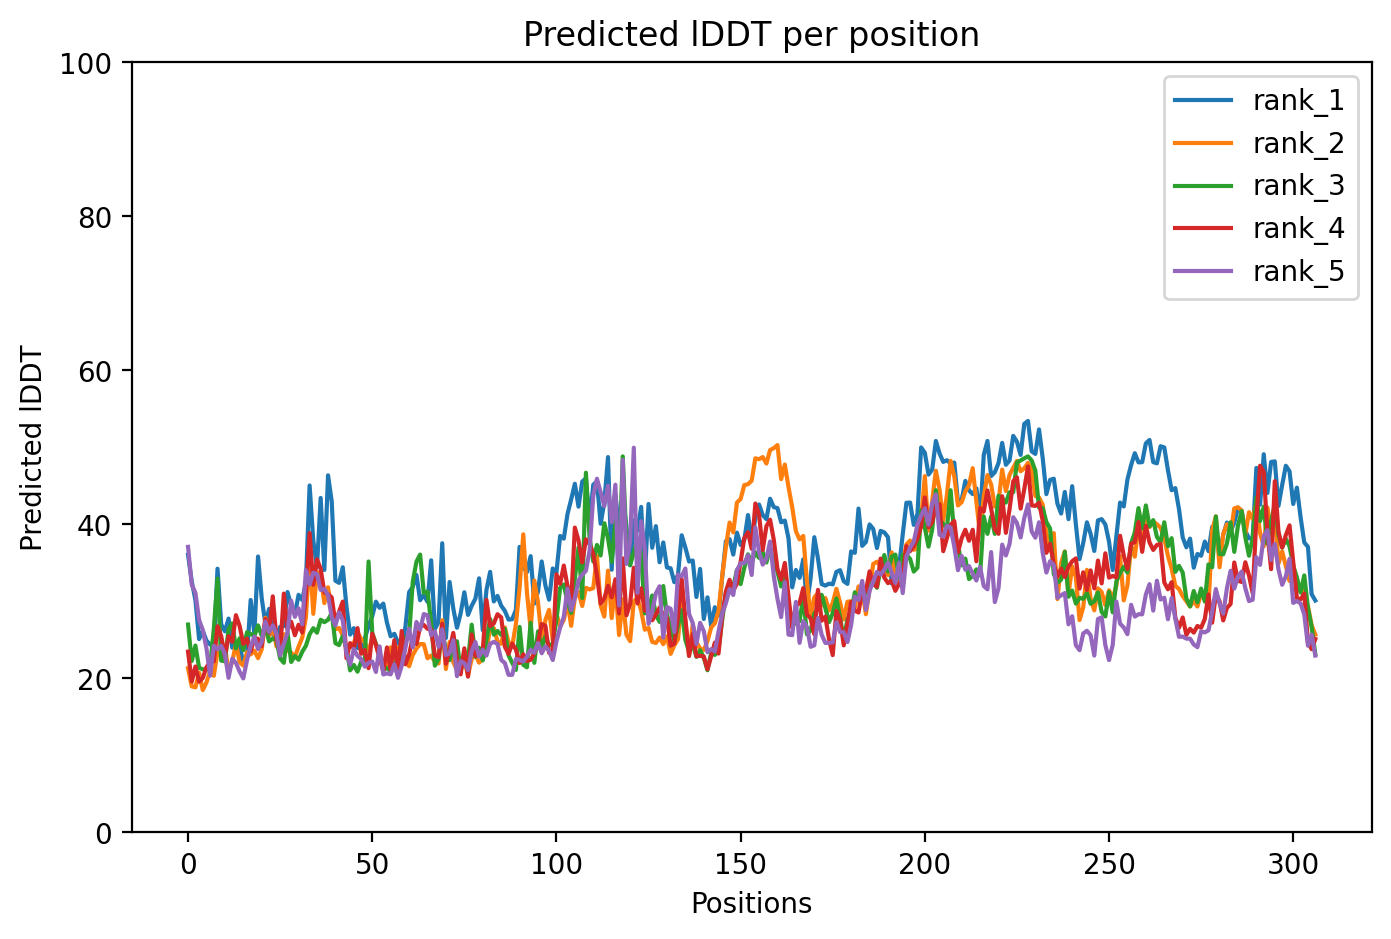 Predicted lDDT per position
100
80
60
40
20
0
Predicted lDDT
rank_1
rank_2
rank_3
rank_4
rank_5
0 50 100 150 200 250 300
Positions